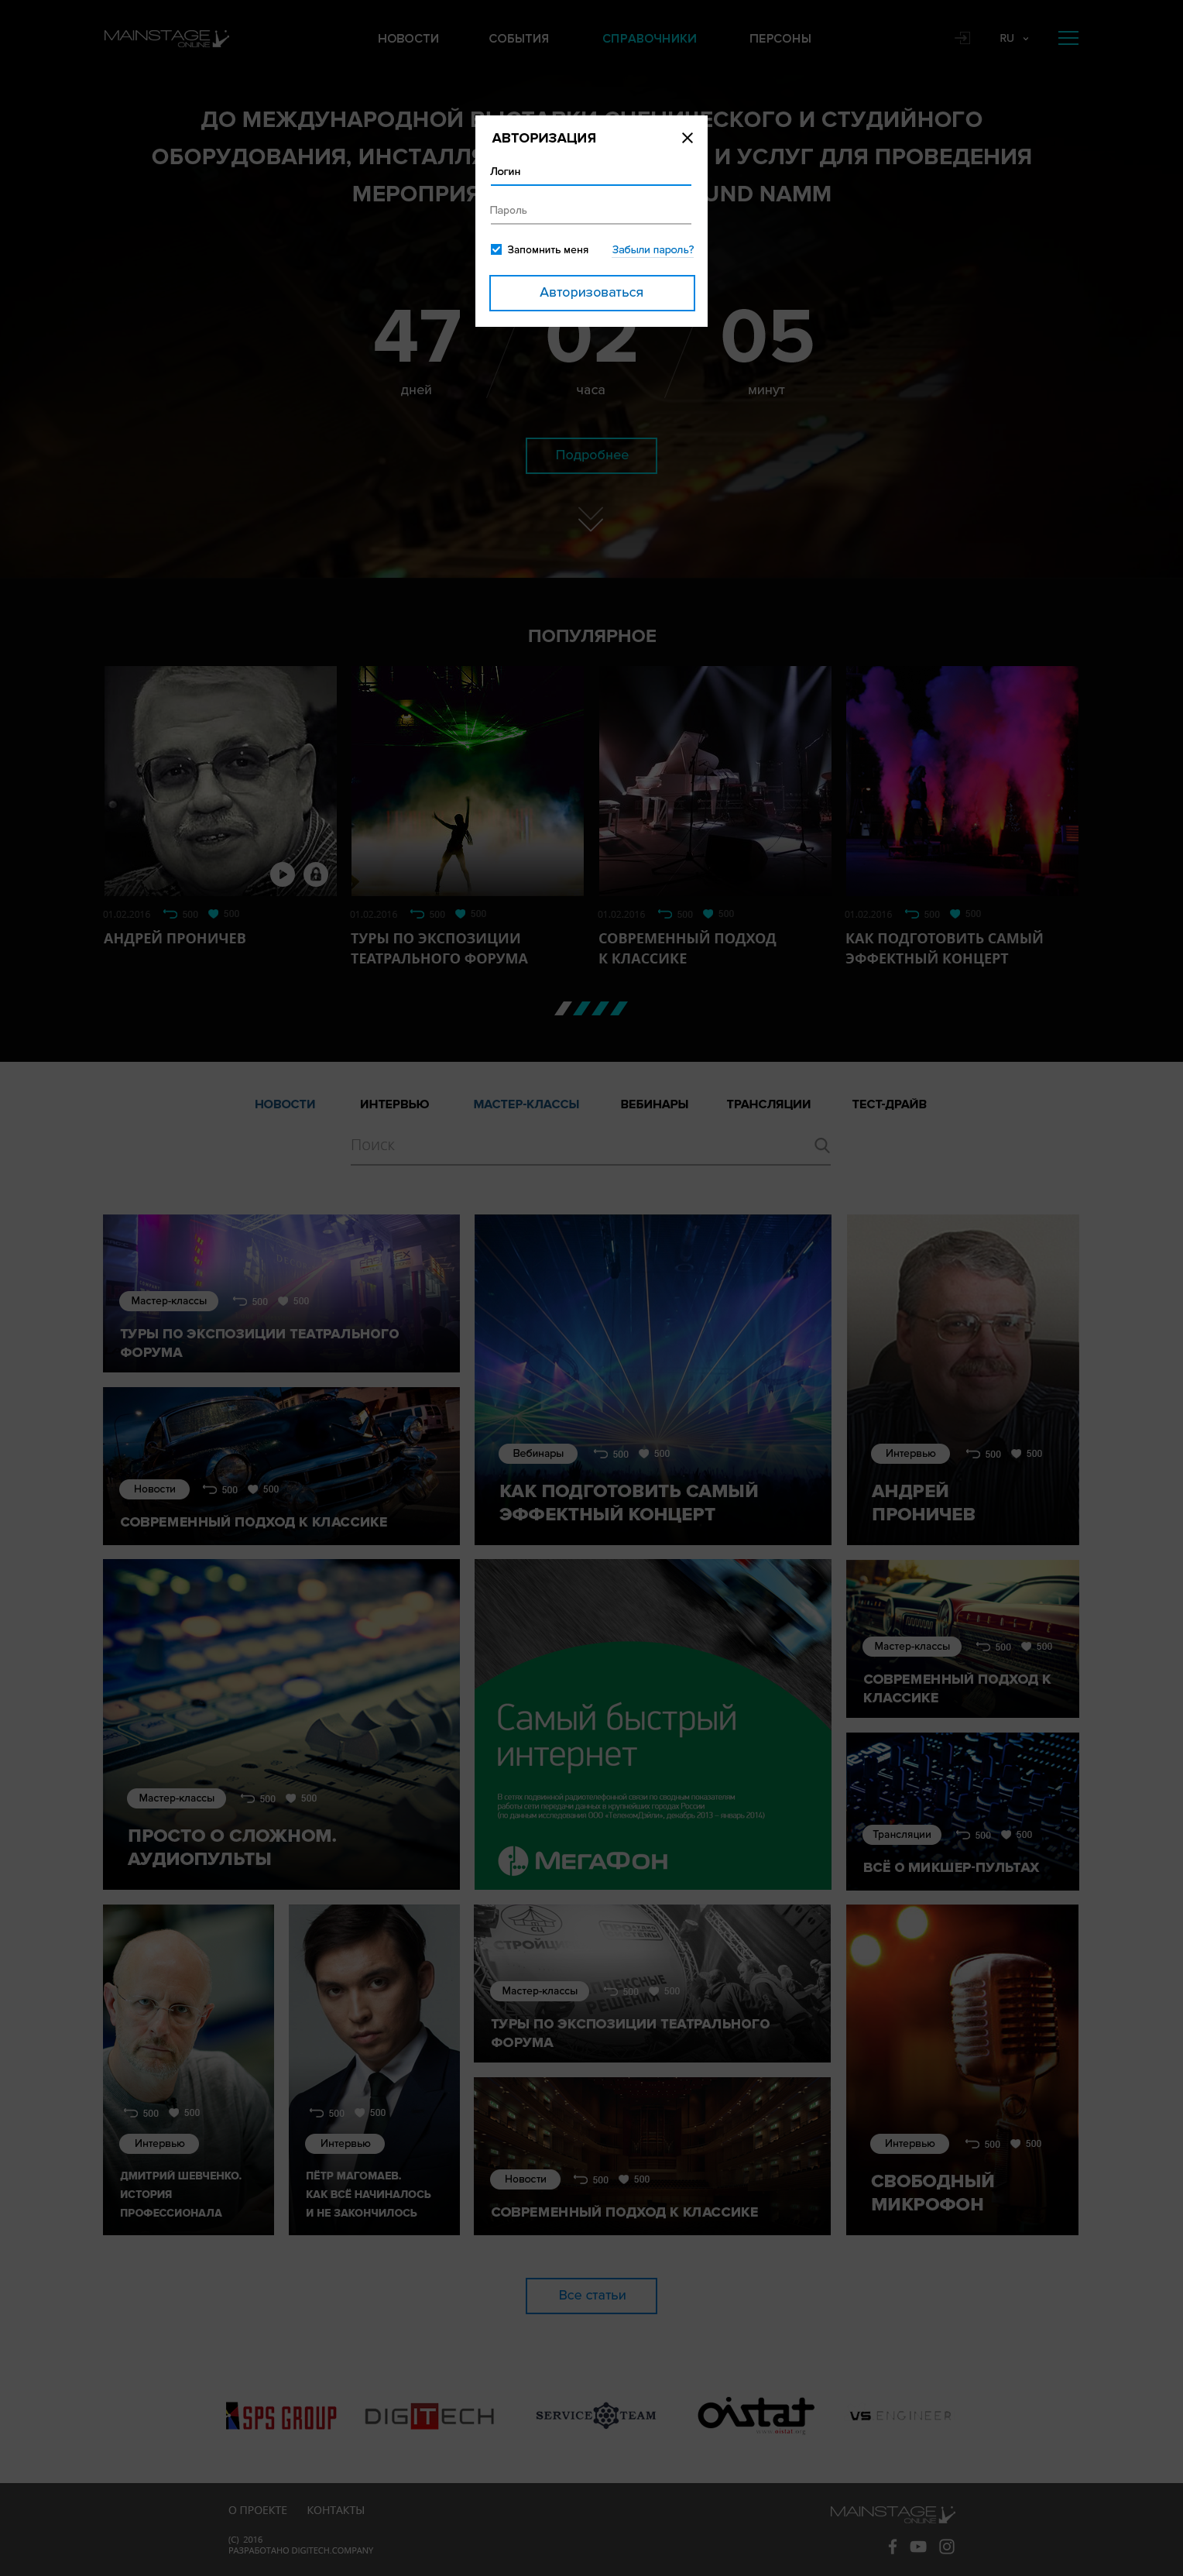 MAINSTAGE
ONLINE
НОВОСТИ СОБЫТИЯ СПРАВОЧНИКИ ПЕРСОНЫ
RU
ДО МЕЖДУНАРОДНОЙ ВЫСТАВКИ СЦЕНИЧЕСКОГО И СТУДИЙНОГО
ОБОРУДОВАНИЯ, ИНСТАЛЛЯ И УСЛУГ ДЛЯ ПРОВЕДЕНИЯ
МЕРОПРИЯ UND NAMM
АВТОРИЗАЦИЯ
Логин
Пароль
Запомнить меня Забыли пароль?
Авторизоваться
47 02 05
дней часа минут
Подробнее
ПОПУЛЯРНОЕ
01.02.2016 500 500
АНДРЕЙ ПРОНИЧЕВ
01.02.2016 500 500
ТУРЫ ПО ЭКСПОЗИЦИИ
ТЕАТРАЛЬНОГО ФОРУМА
01.02.2016 500 500
СОВРЕМЕННЫЙ ПОДХОД
К КЛАССИКЕ
01.02.2016 500 500
КАК ПОДГОТОВИТЬ САМЫЙ
ЭФФЕКТНЫЙ КОНЦЕРТ
НОВОСТИ ИНТЕРВЬЮ МАСТЕР-КЛАССЫ ВЕБИНАРЫ ТРАНСЛЯЦИИ ТЕСТ-ДРАЙВ
Поиск
Мастер-классы 500 500
ТУРЫ ПО ЭКСПОЗИЦИИ ТЕАТРАЛЬНОГО
ФОРУМА
Новости 500 500
СОВРЕМЕННЫЙ ПОДХОД К КЛАССИКЕ
Вебинары 500 500
КАК ПОДГОТОВИТЬ САМЫЙ
ЭФФЕКТНЫЙ КОНЦЕРТ
Интервью 500 500
АНДРЕЙ
ПРОНИЧЕВ
Мастер-классы 500 500
ПРОСТО О СЛОЖНОМ.
АУДИОПУЛЬТЫ
Самый быстрый
интернет
В сетях подвижной радиотелефонной связи по сводным показателям
работы сети передачи данных в крупнейших городах России
(по данным исследования ООО «ТелекомДэйли», декабрь 2013 – январь 2014)
МЕГАФОН
Мастер-классы 500 500
СОВРЕМЕННЫЙ ПОДХОД К
КЛАССИКЕ
Трансляции 500 500
ВСЁ О МИКШЕР-ПУЛЬТАХ
500 500
Интервью
ДМИТРИЙ ШЕВЧЕНКО.
ИСТОРИЯ
ПРОФЕССИОНАЛА
500 500
Интервью
ПЁТР МАГОМАЕВ.
КАК ВСЁ НАЧИНАЛОСЬ
И НЕ ЗАКОНЧИЛОСЬ
Мастер-классы 500 500
ТУРЫ ПО ЭКСПОЗИЦИИ ТЕАТРАЛЬНОГО
ФОРУМА
Новости 500 500
СОВРЕМЕННЫЙ ПОДХОД К КЛАССИКЕ
Интервью 500 500
СВОБОДНЫЙ
МИКРОФОН
Все статьи
SPS GROUP DIGITECH SERVICE TEAM oistat VS ENGINEER
www.oistat.org
О ПРОЕКТЕ КОНТАКТЫ
(C) 2016
РАЗРАБОТАНО DIGITECH.COMPANY
MAINSTAGE
ONLINE